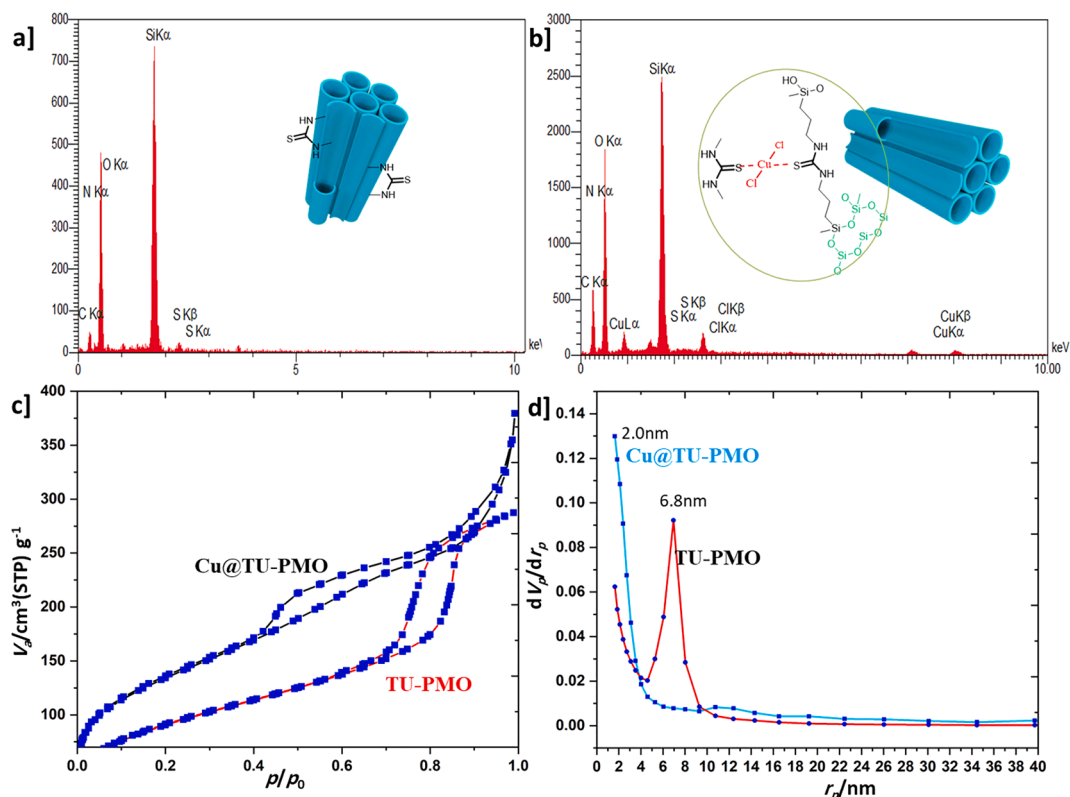 a]
800
700
600
500
400
300
200
100
0
0
5
10
keV
SiKα
O Kα
N Kα
C Kα
S Kβ
S Kα
HN
S
N
H
NH
S
N
H
b]
3000
2500
2000
1500
1000
500
0
0
10.00
keV
SiKα
O Kα
N Kα
C Kα
CuLα
S Kβ
S Kα
ClKβ
ClKα
CuKβ
CuKα
HO
Si
O
HN
S
HN
Cl
Cu
Cl
S
NH
NH
O
Si
O
Si
Si
O
O
Si
O
Si
O
O
Si
O
c]
400
350
300
250
200
150
100
Va/cm3(STP) g-1
Cu@TU-PMO
TU-PMO
0.0 0.2 0.4 0.6 0.8 1.0
p/p0
d]
0.14
0.12
0.10
0.08
0.06
0.04
0.02
0.00
dVp/drp
2.0nm
Cu@TU-PMO
6.8nm
TU-PMO
0 2 4 6 8 10 12 14 16 18 20 22 24 26 28 30 32 34 36 38 40
rp/nm